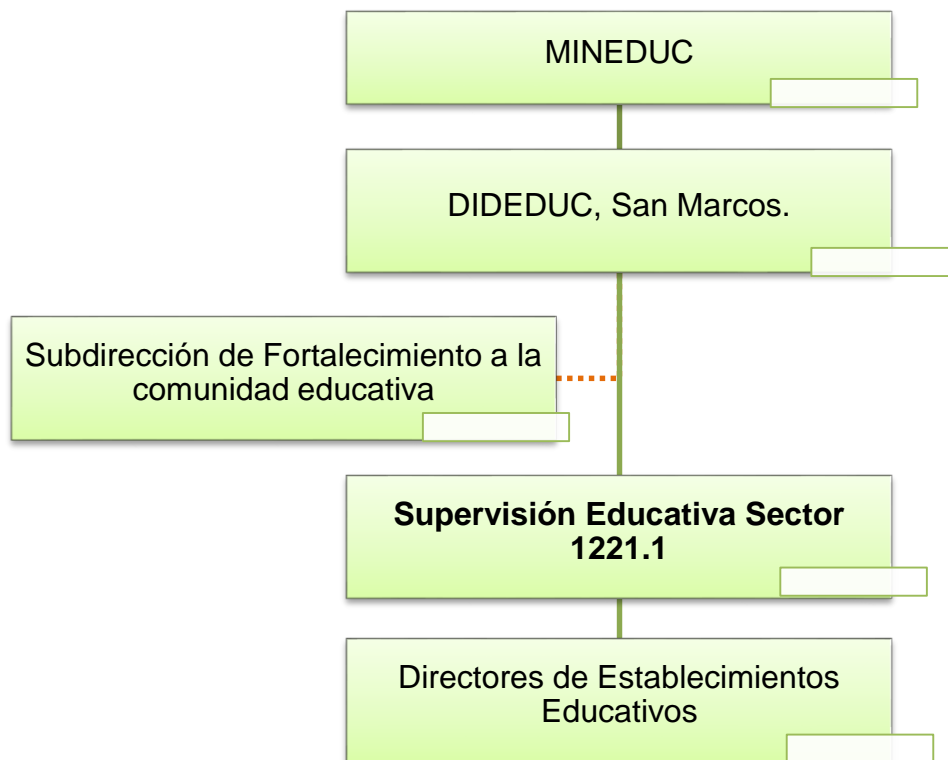 MINEDUC
DIDEDUC, San Marcos.
Subdirección de Fortalecimiento a la
comunidad educativa
Supervisión Educativa Sector
1221.1
Directores de Establecimientos
Educativos